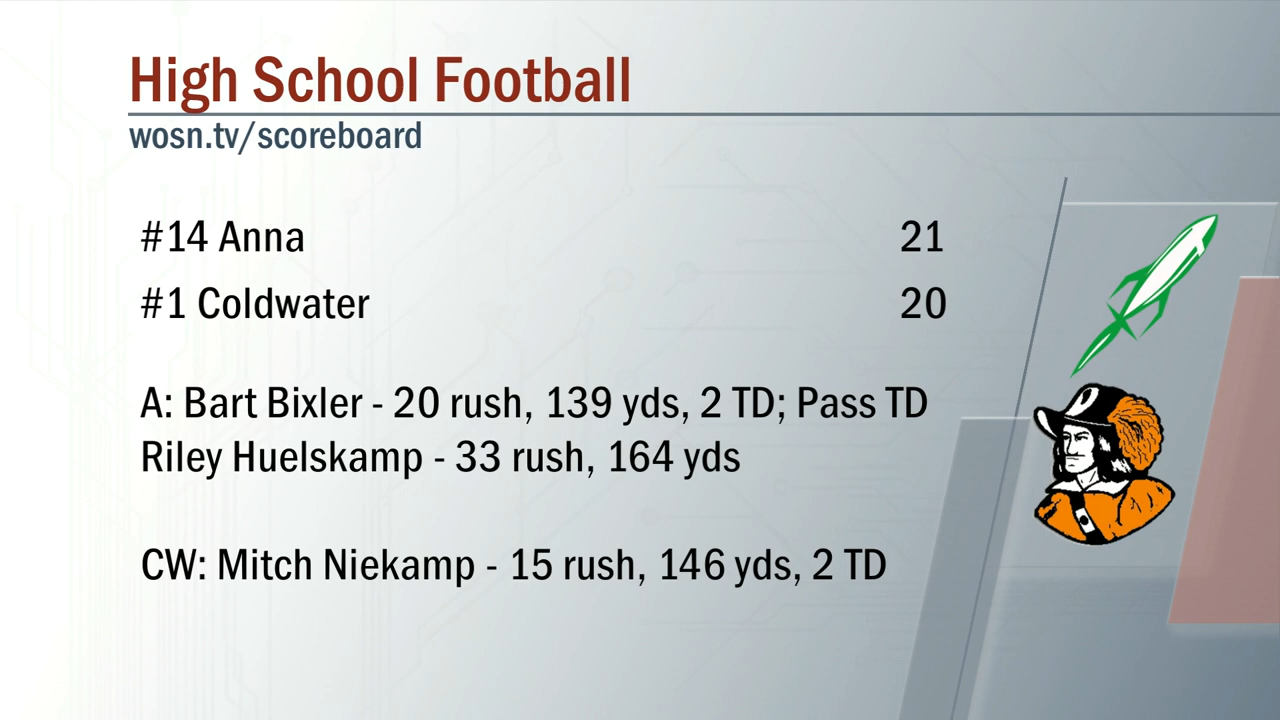 High School Football
wosn.tv/scoreboard
#14 Anna 21
#1 Coldwater 20
A: Bart Bixler - 20 rush, 139 yds, 2 TD; Pass TD
Riley Huelskamp - 33 rush, 164 yds
CW: Mitch Niekamp - 15 rush, 146 yds, 2 TD